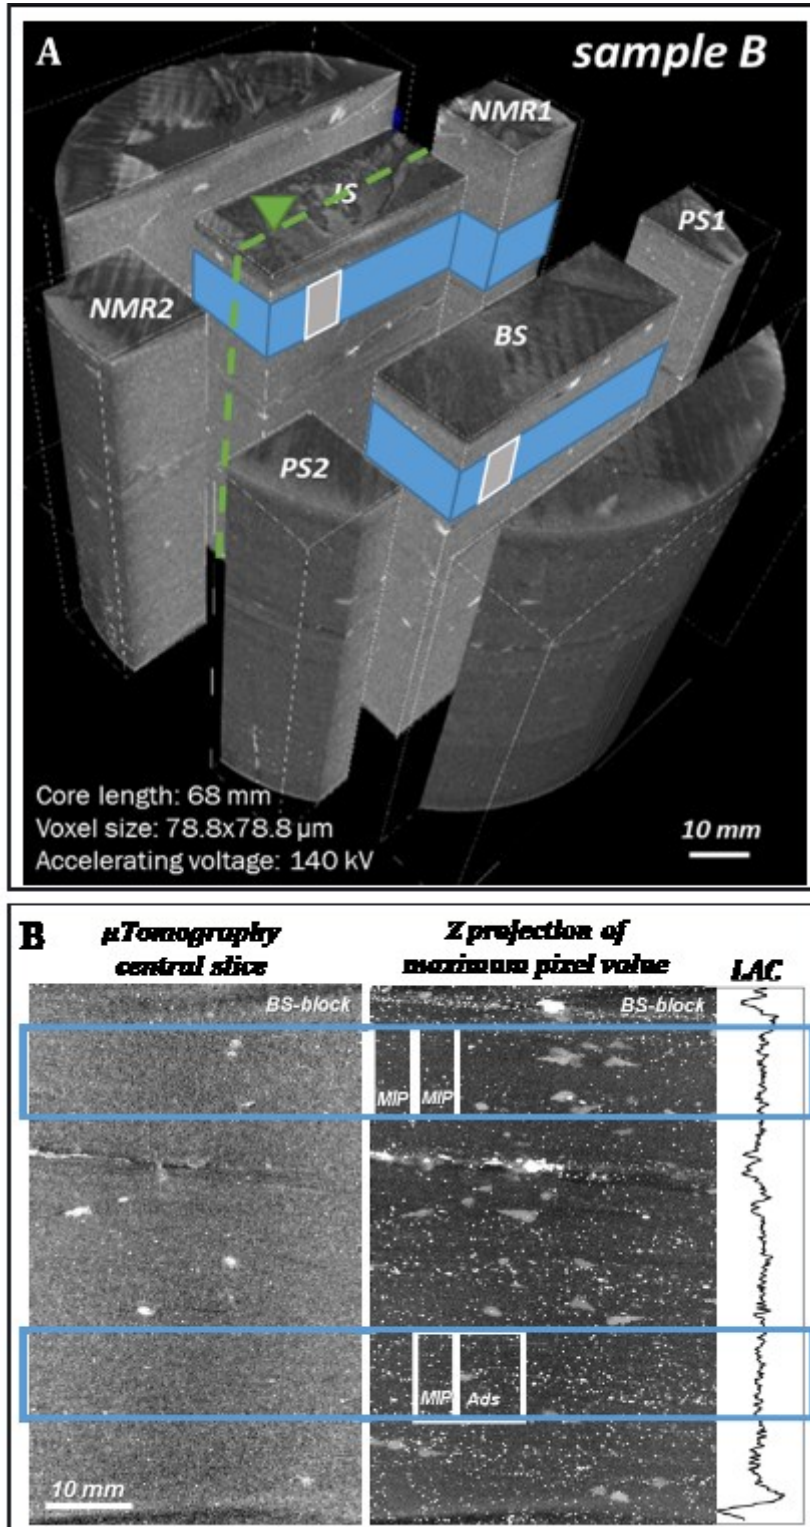 A
sample B
NMR1
IS
PS1
NMR2
BS
PS2
Core length: 68 mm
Voxel size: 78.8x78.8 µm
Accelerating voltage: 140 kV
10 mm
B
µTomography
central slice
Z projection of
maximum pixel value
LAC
BS-block
BS-block
MIP
MIP
MIP
Ads
10 mm